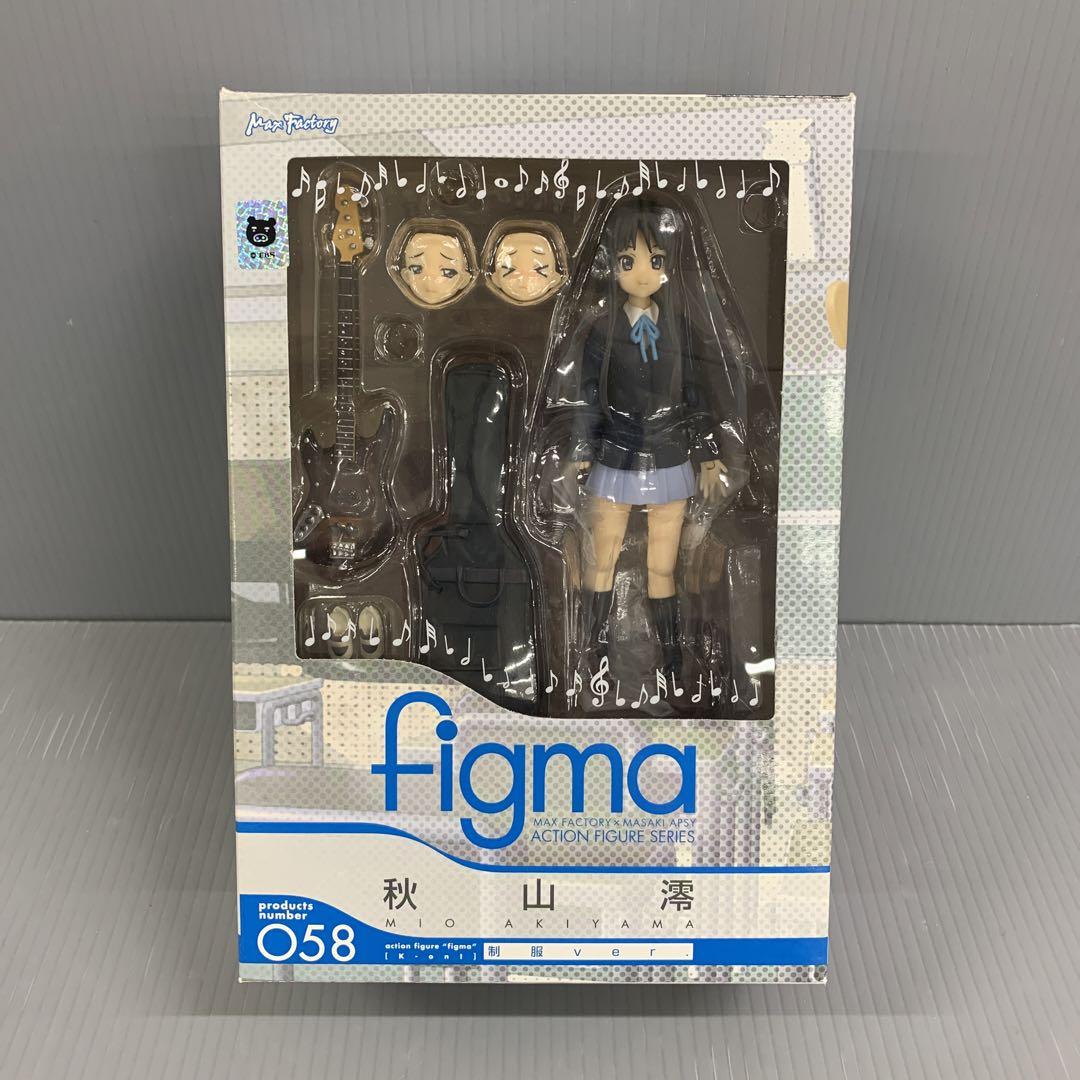 Max Factory
©TBS
figma
MAX FACTORY × MASAKI APSY
ACTION FIGURE SERIES
秋山澪
MIO AKIYAMA
products
number
058
action figure "figma"
[K-on!]
制服ver.